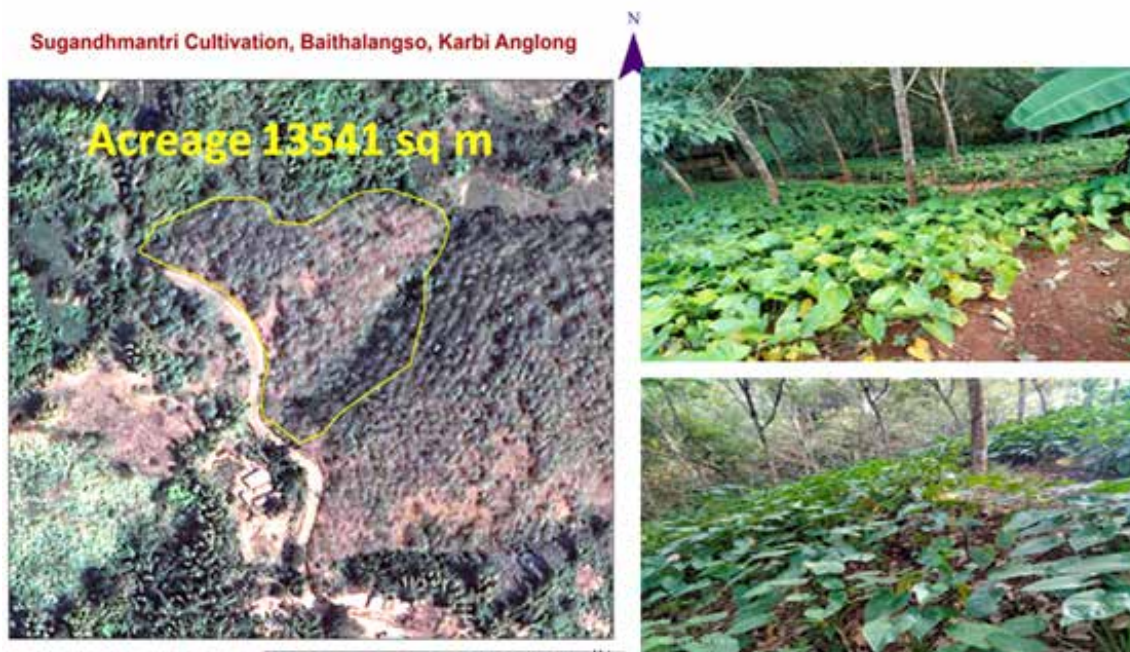 N
Sugandhmantri Cultivation, Baithalangso, Karbi Anglong
Acreage 13541 sq m